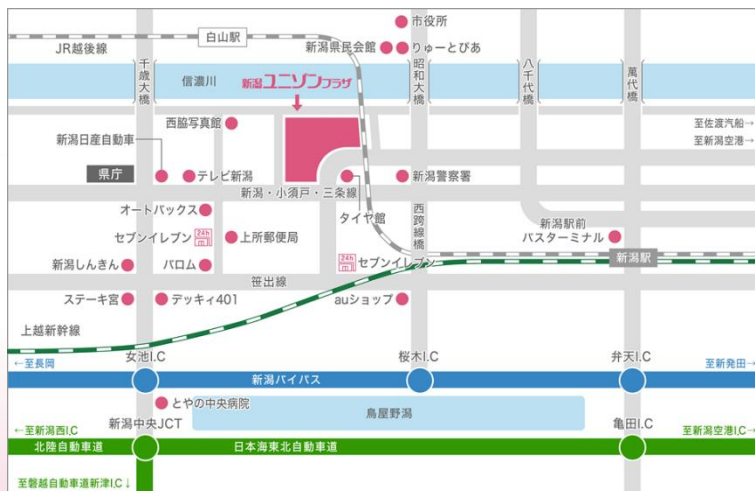 市役所
白山駅
JR越後線
新潟県民会館
りゅーとぴあ
千歳大橋
信濃川
新潟ユニゾンプラザ
昭和大橋
八千代橋
萬代橋
西脇写真館
至佐渡汽船→
新潟日産自動車
至新潟空港→
県庁
テレビ新潟
新潟警察署
新潟・小須戸・三条線
オートバックス
タイヤ館
西跨線橋
新潟駅前
バスターミナル
セブンイレブン
24h
上所郵便局
新潟しんきん
パロム
24h
セブンイレブン
新潟駅
笹出線
ステーキ宮
デッキィ401
auショップ
上越新幹線
女池I.C
桜木I.C
弁天I.C
←至長岡
新潟バイパス
至新発田→
とやの中央病院
鳥屋野潟
新潟中央JCT
亀田I.C
←至新潟西I.C
至新潟空港I.C→
北陸自動車道
日本海東北自動車道
至磐越自動車道新津I.C↓